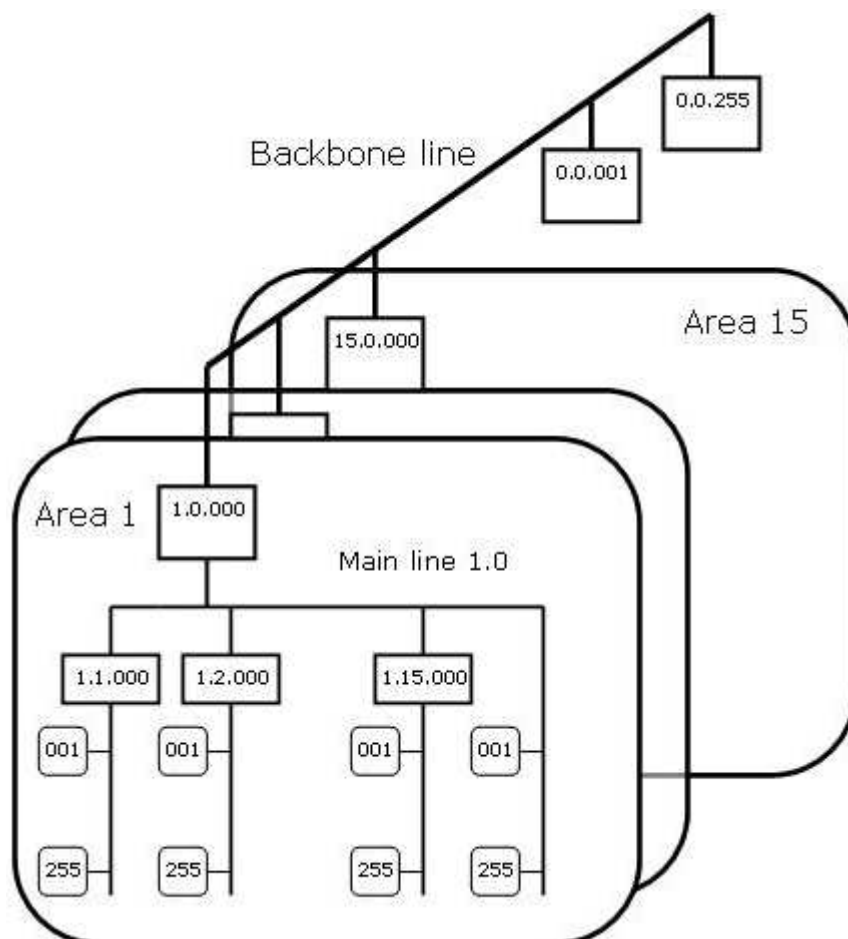 0.0.255
Backbone line
0.0.001
Area 15
15.0.000
Area 1
1.0.000
Main line 1.0
1.1.000 1.2.000 1.15.000
001 001 001 001
255 255 255 255